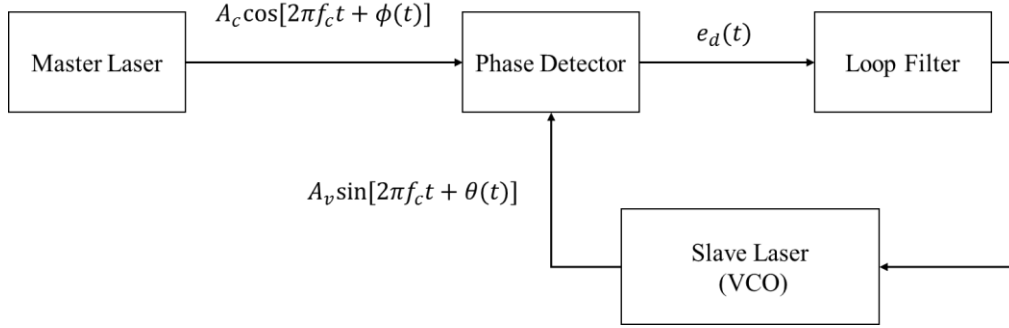 A_c cos[2πf_c t + ϕ(t)]
e_d(t)
Master Laser
Phase Detector
Loop Filter
A_v sin[2πf_c t + θ(t)]
Slave Laser
(VCO)